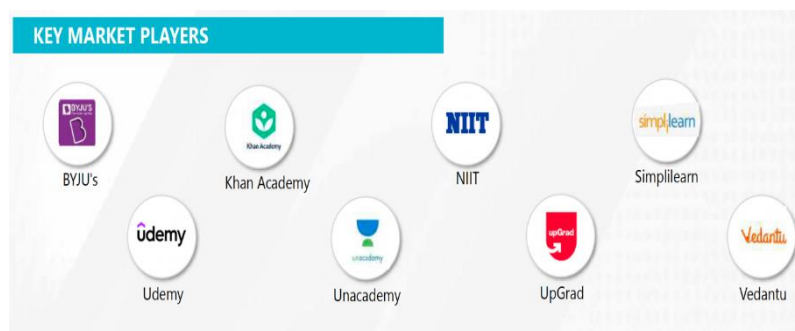 KEY MARKET PLAYERS
BYJU'S
B
Khan Academy
NIIT
simplilearn
BYJU's
Khan Academy
NIIT
Simplilearn
ûdemy
unacademy
upGrad
Vedantu
Udemy
Unacademy
UpGrad
Vedantu